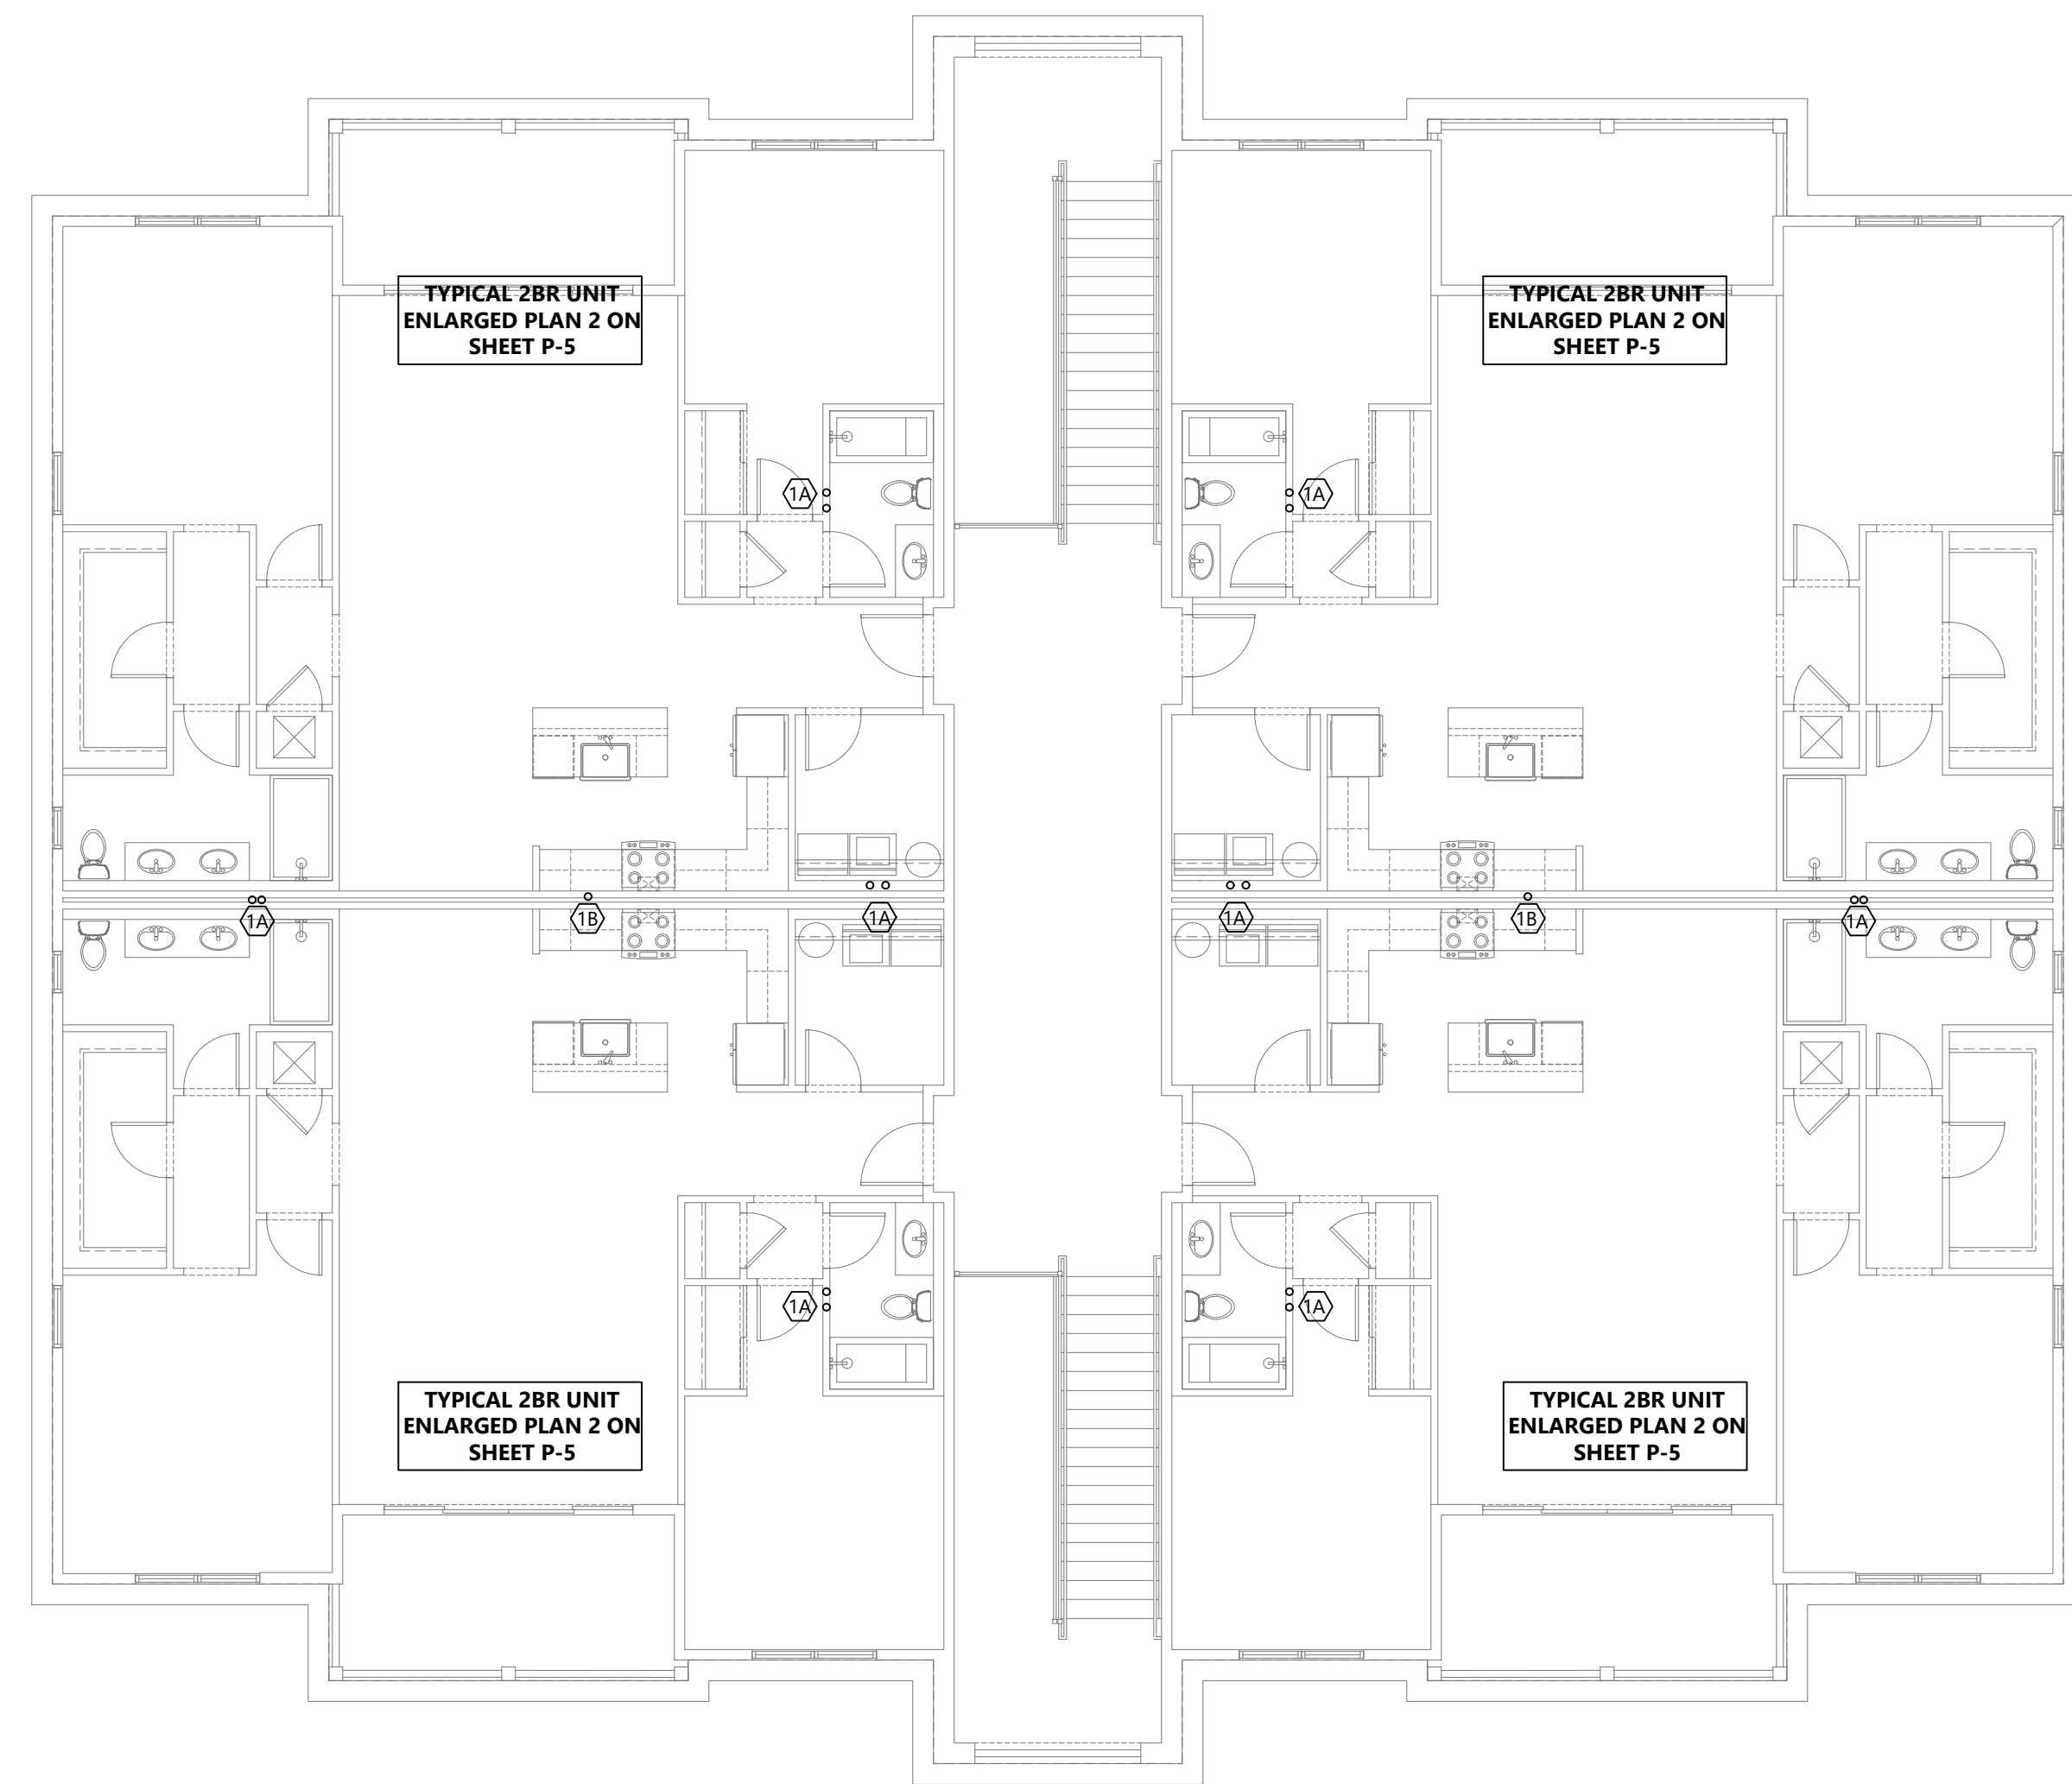 TYPICAL 2BR UNIT
ENLARGED PLAN 2 ON
SHEET P-5
TYPICAL 2BR UNIT
ENLARGED PLAN 2 ON
SHEET P-5
1A
1A
1A
1B
1A
1A
1B
1A
1A
1A
TYPICAL 2BR UNIT
ENLARGED PLAN 2 ON
SHEET P-5
TYPICAL 2BR UNIT
ENLARGED PLAN 2 ON
SHEET P-5